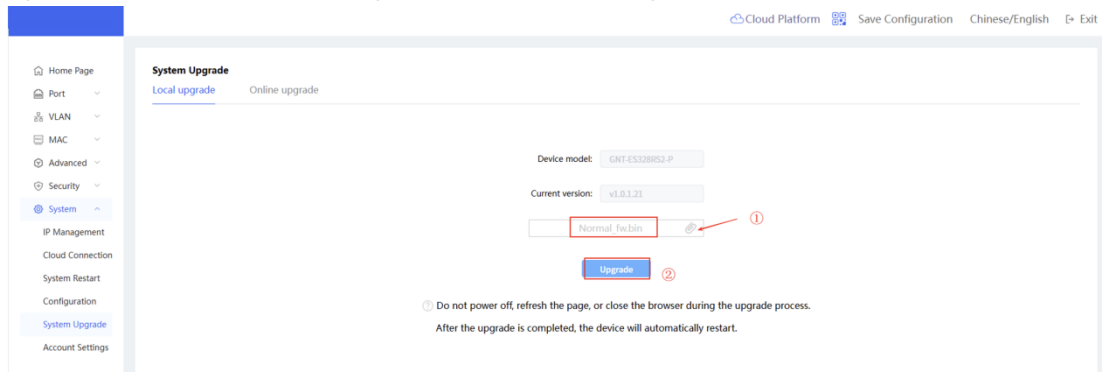 Cloud Platform Save Configuration Chinese/English Exit
Home Page
Port
VLAN
MAC
Advanced
Security
System
IP Management
Cloud Connection
System Restart
Configuration
System Upgrade
Account Settings
System Upgrade
Local upgrade Online upgrade
Device model: GNT-ES328RS2-P
Current version: v1.0.1.21
Normal_fw.bin ①
Upgrade ②
Do not power off, refresh the page, or close the browser during the upgrade process.
After the upgrade is completed, the device will automatically restart.